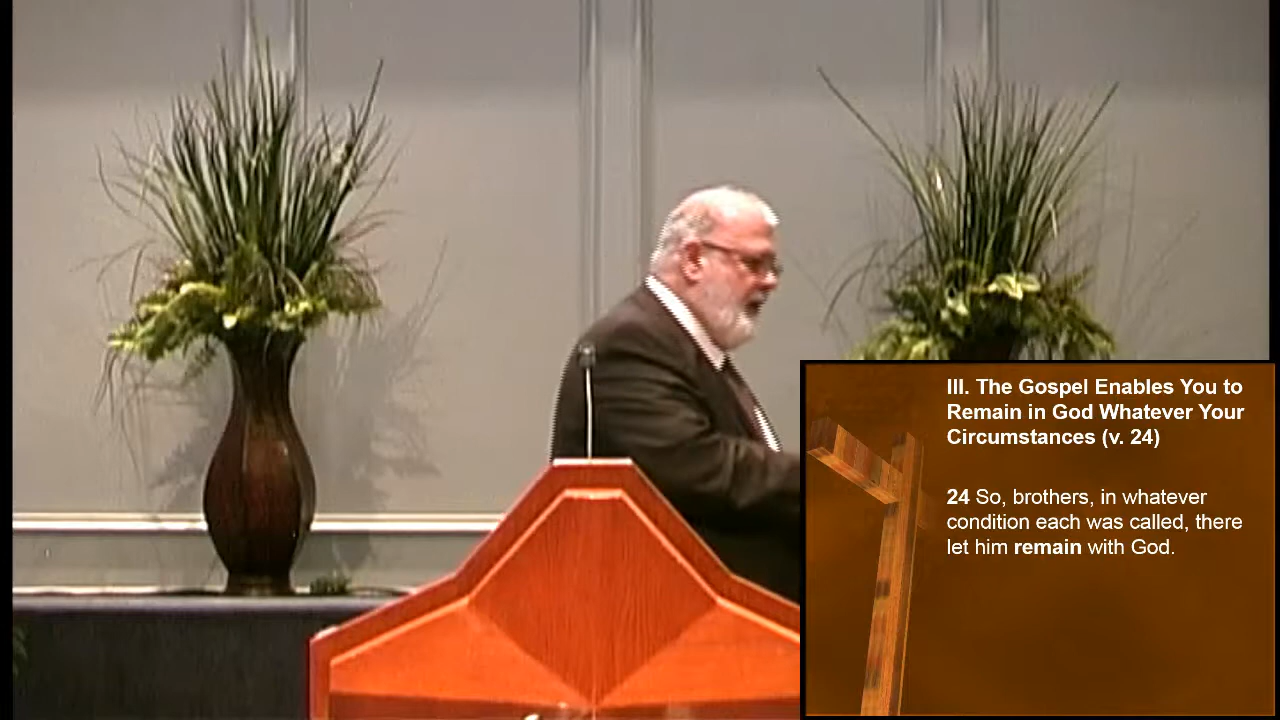 III. The Gospel Enables You to
Remain in God Whatever Your
Circumstances (v. 24)
24 So, brothers, in whatever
condition each was called, there
let him remain with God.